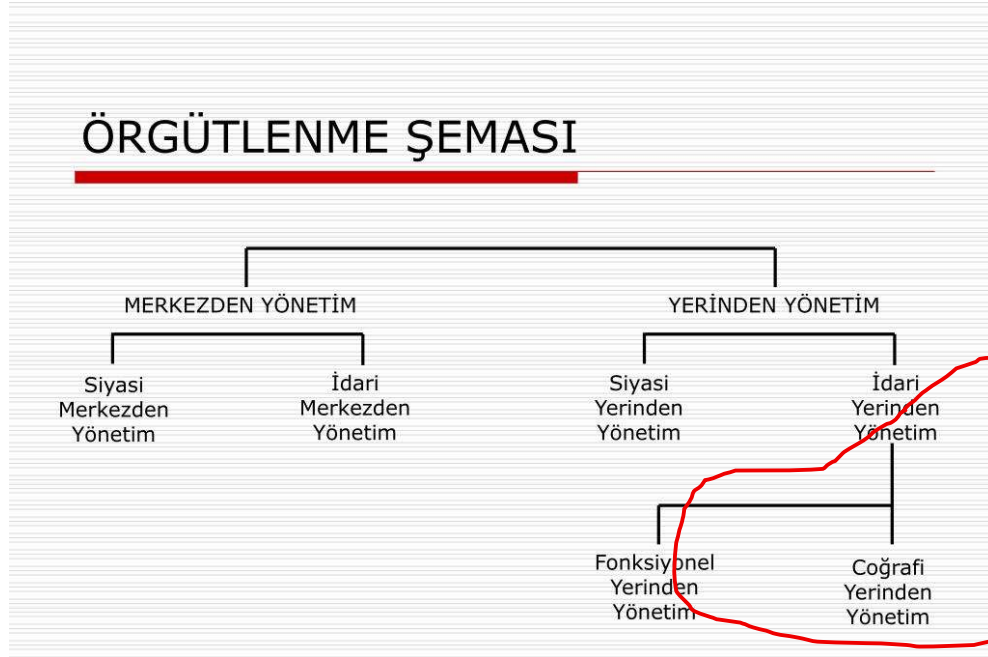 ÖRGÜTLENME ŞEMASI
MERKEZDEN YÖNETİM
YERİNDEN YÖNETİM
Siyasi
Merkezden
Yönetim
İdari
Merkezden
Yönetim
Siyasi
Yerinden
Yönetim
İdari
Yerinden
Yönetim
Fonksiyonel
Yerinden
Yönetim
Coğrafi
Yerinden
Yönetim